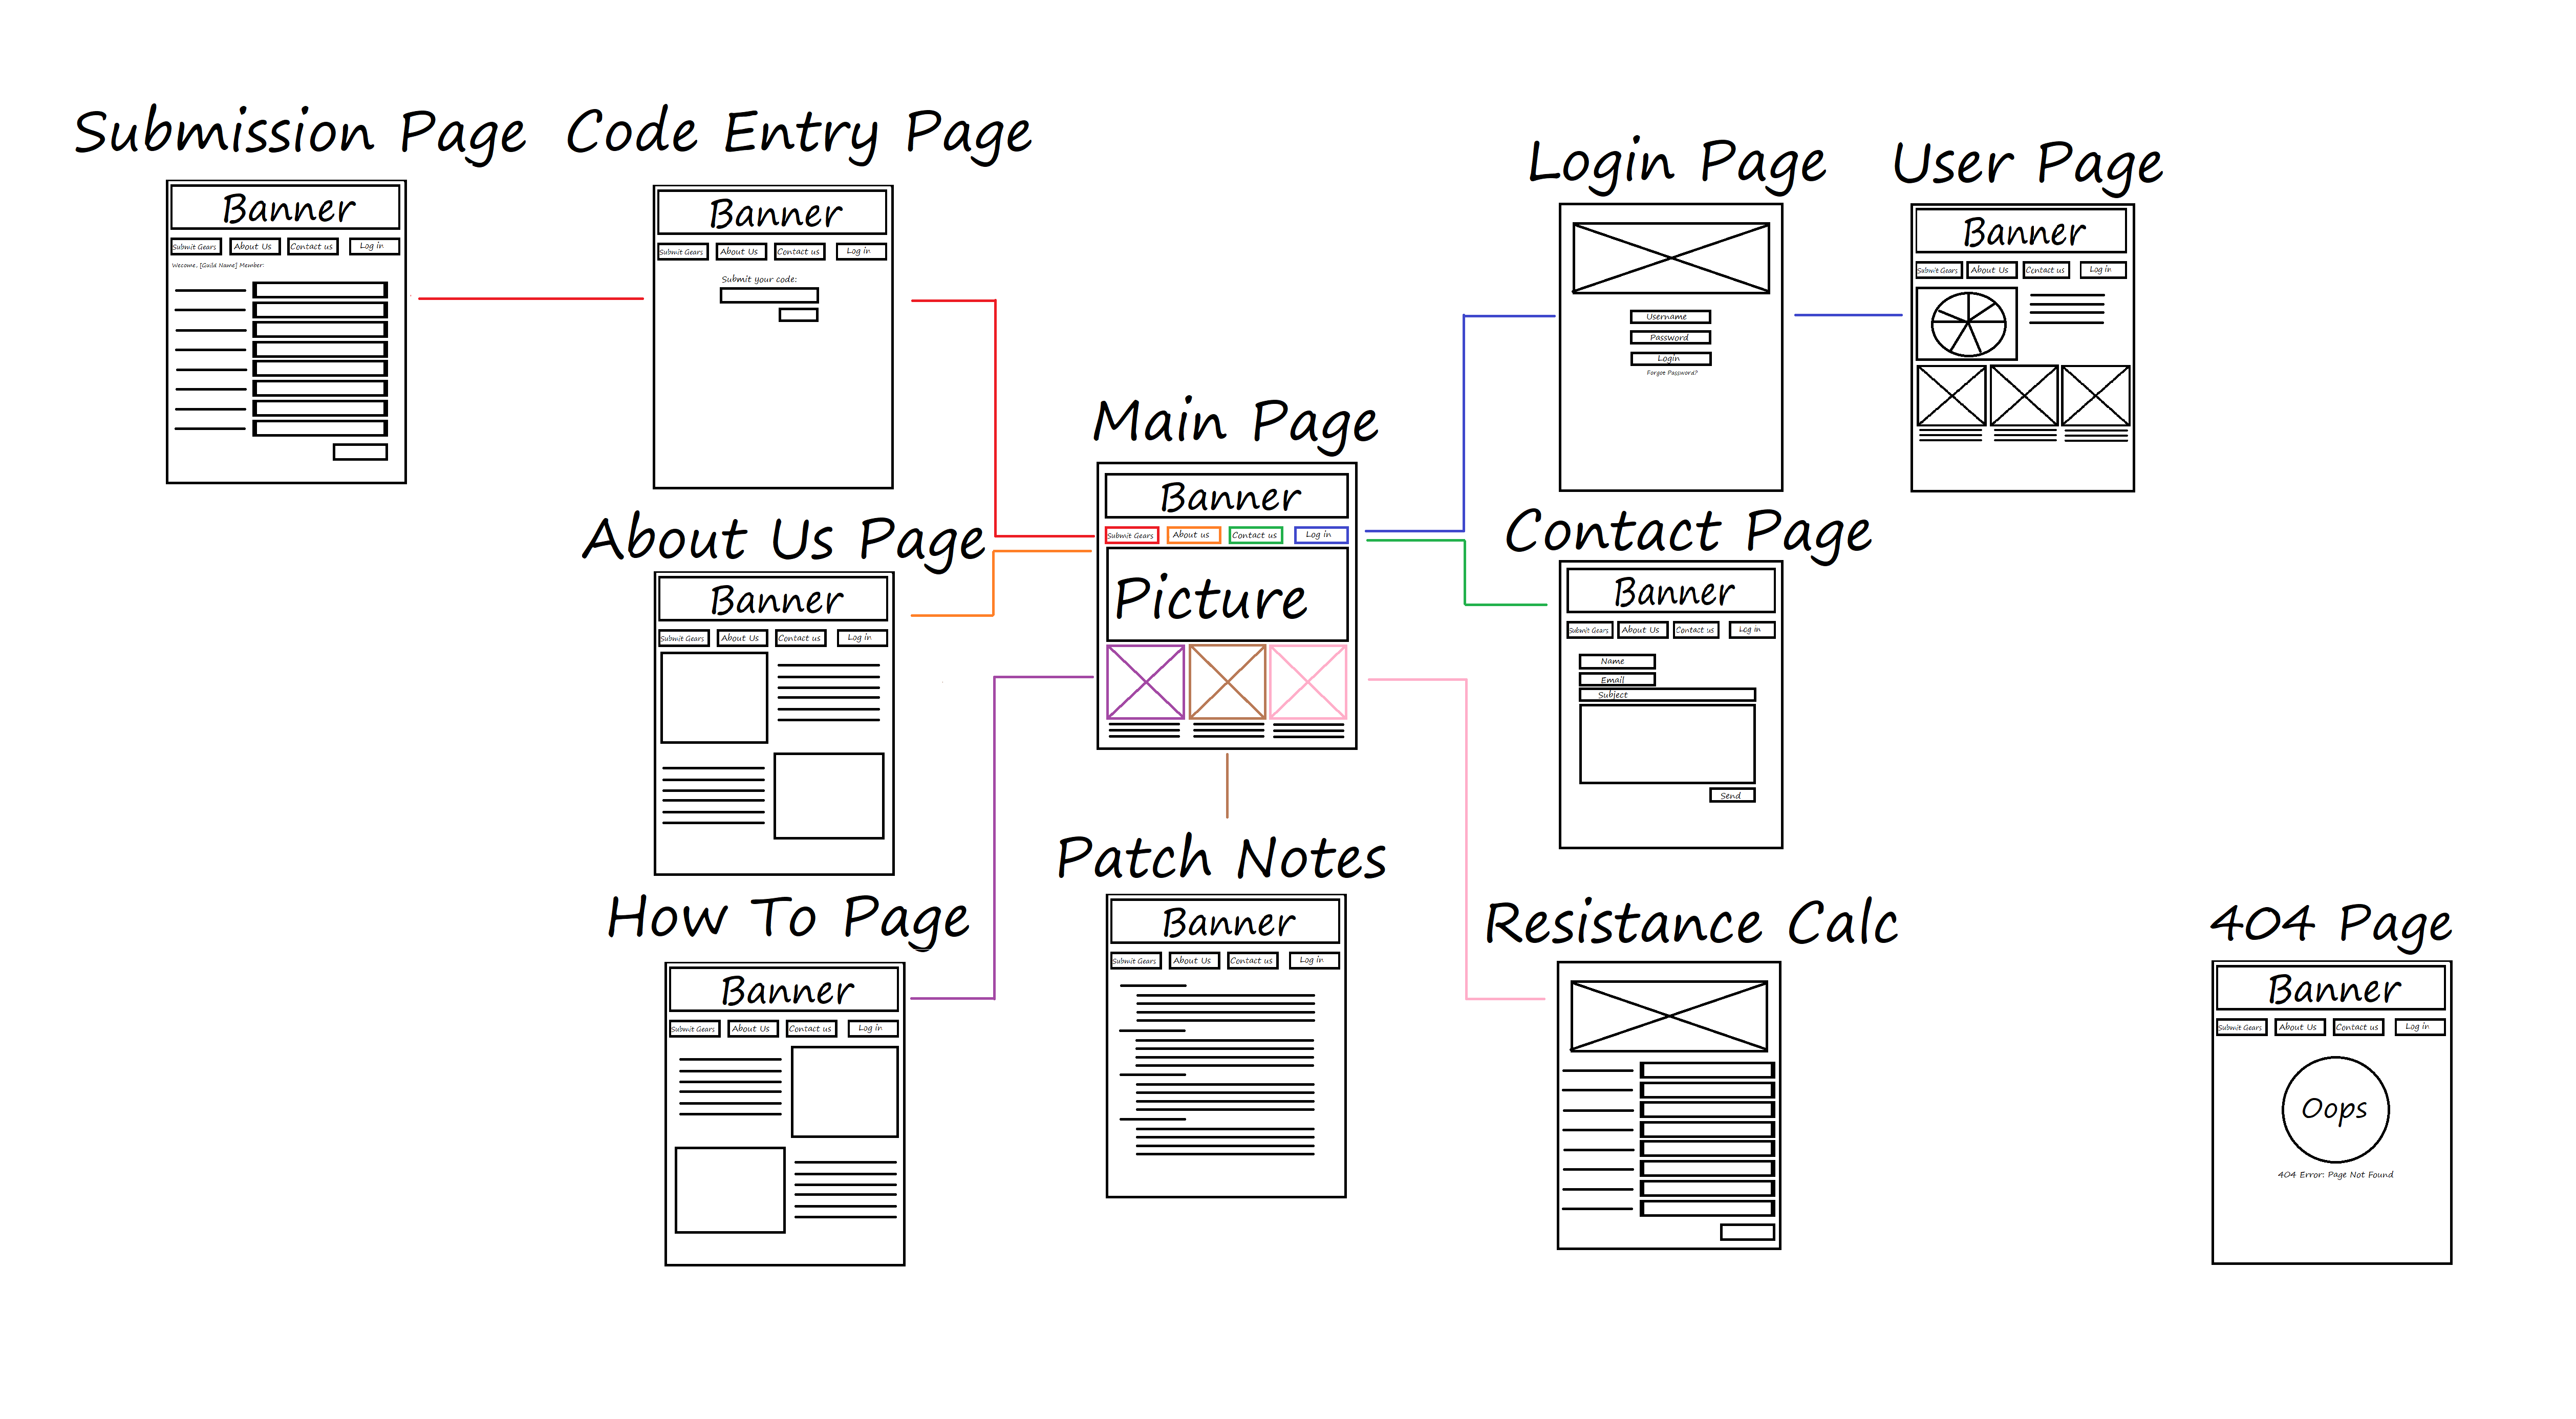 Submission Page
Banner
Submit Gears About Us Contact us Log in
Wecome, [Guild Name] Member:
Code Entry Page
Banner
Submit Gears About Us Contact us Log in
Submit your code:
Login Page
Username
Password
Login
Forgot Password?
User Page
Banner
Submit Gears About Us Contact us Log in
Main Page
Banner
Submit Gears About us Contact us Log in
Picture
About Us Page
Banner
Submit Gears About Us Contact us Log in
Contact Page
Banner
Submit Gears About Us Contact us Log in
Name
Email
Subject
Send
How To Page
Banner
Submit Gears About Us Contact us Log in
Patch Notes
Banner
Submit Gears About Us Contact us Log in
Resistance Calc
404 Page
Banner
Submit Gears About Us Contact us Log in
Oops
404 Error: Page Not Found